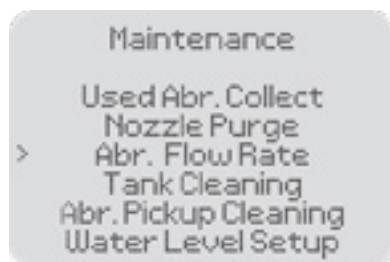 Maintenance
Used Abr. Collect
Nozzle Purge
> Abr. Flow Rate
Tank Cleaning
Abr. Pickup Cleaning
Water Level Setup